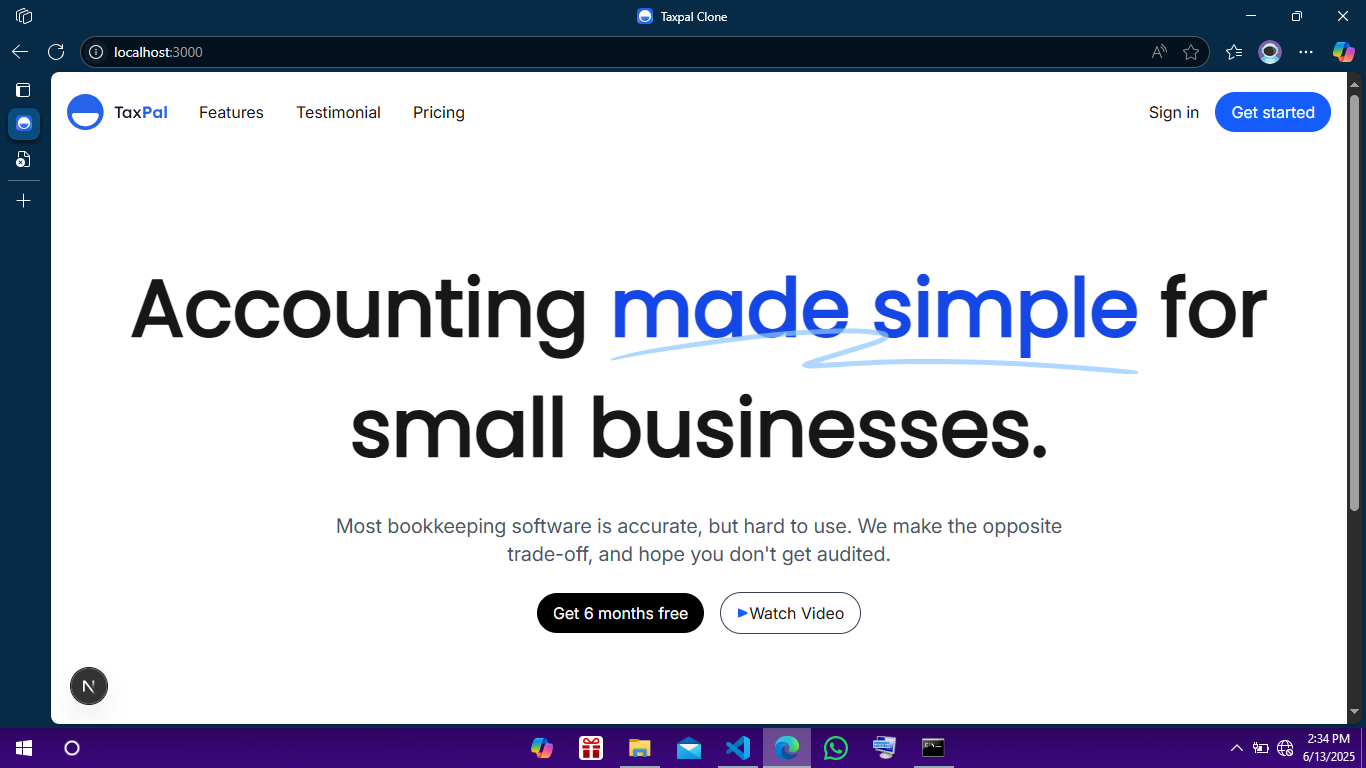 Taxpal Clone
localhost:3000
TaxPal Features Testimonial Pricing Sign in Get started
Accounting made simple for
small businesses.
Most bookkeeping software is accurate, but hard to use. We make the opposite
trade-off, and hope you don't get audited.
Get 6 months free Watch Video
N
2:34 PM
6/13/2025